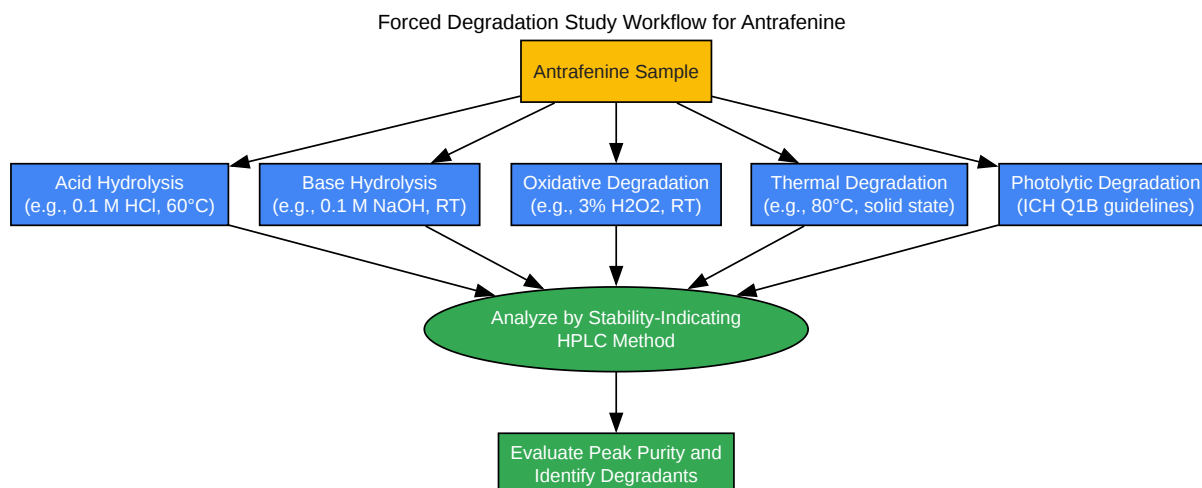 Forced Degradation Study Workflow for Antrafenine
Antrafenine Sample
Acid Hydrolysis
(e.g., 0.1 M HCl, 60°C)
Base Hydrolysis
(e.g., 0.1 M NaOH, RT)
Oxidative Degradation
(e.g., 3% H2O2, RT)
Thermal Degradation
(e.g., 80°C, solid state)
Photolytic Degradation
(ICH Q1B guidelines)
Analyze by Stability-Indicating
HPLC Method
Evaluate Peak Purity and
Identify Degradants